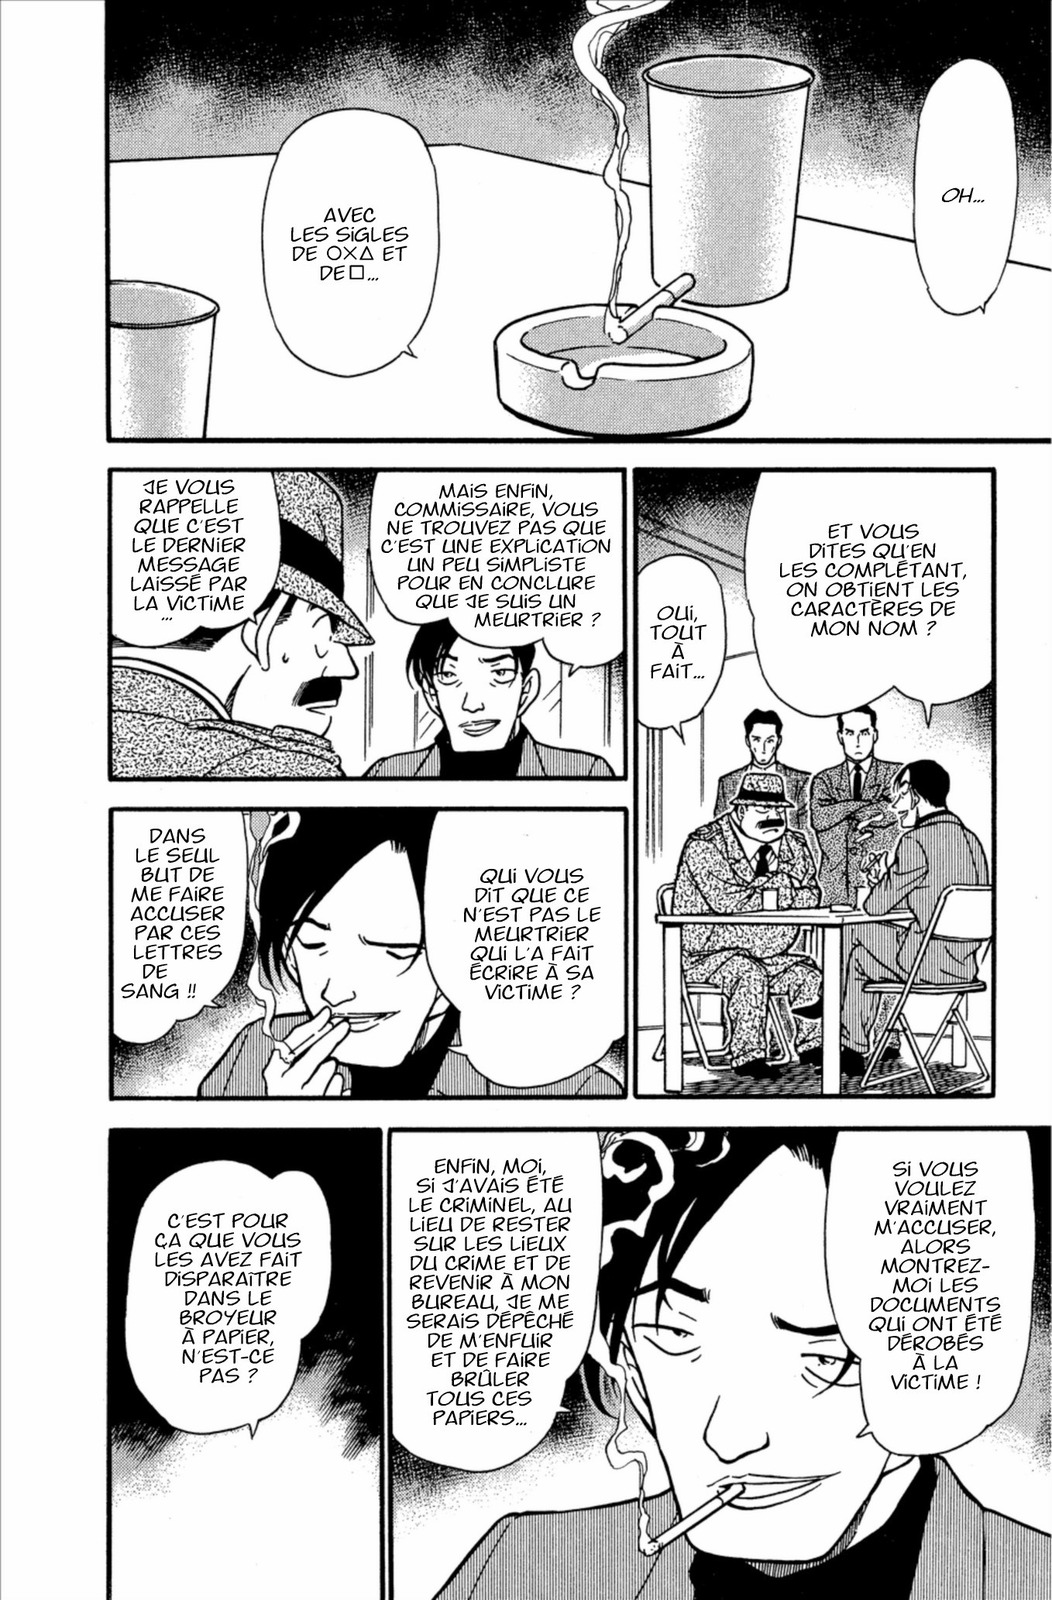 OH...
AVEC
LES SIGLES
DE O×Δ ET
DE□...
ET VOUS
DITES QU'EN
LES COMPLÉTANT,
ON OBTIENT LES
CARACTÈRES DE
MON NOM ?
OUI,
TOUT
À
FAIT...
MAIS ENFIN,
COMMISSAIRE, VOUS
NE TROUVEZ PAS QUE
C'EST UNE EXPLICATION
UN PEU SIMPLISTE
POUR EN CONCLURE
QUE JE SUIS UN
MEURTRIER ?
JE VOUS
RAPPELLE
QUE C'EST
LE DERNIER
MESSAGE
LAISSÉ PAR
LA VICTIME
...
QUI VOUS
DIT QUE CE
N'EST PAS LE
MEURTRIER
QUI L'A FAIT
ÉCRIRE À SA
VICTIME ?
DANS
LE SEUL
BUT DE
ME FAIRE
ACCUSER
PAR CES
LETTRES
DE
SANG !!
SI VOUS
VOULEZ
VRAIMENT
M'ACCUSER,
ALORS
MONTREZ-
MOI LES
DOCUMENTS
QUI ONT ÉTÉ
DÉROBÉS
À LA
VICTIME !
ENFIN, MOI,
SI J'AVAIS ÉTÉ
LE CRIMINEL, AU
LIEU DE RESTER
SUR LES LIEUX
DU CRIME ET DE
REVENIR À MON
BUREAU, JE ME
SERAIS DÉPÊCHÉ
DE M'ENFUIR
ET DE FAIRE
BRÛLER
TOUS CES
PAPIERS...
C'EST POUR
ÇA QUE VOUS
LES AVEZ FAIT
DISPARAÎTRE
DANS LE
BROYEUR
À PAPIER,
N'EST-CE
PAS ?